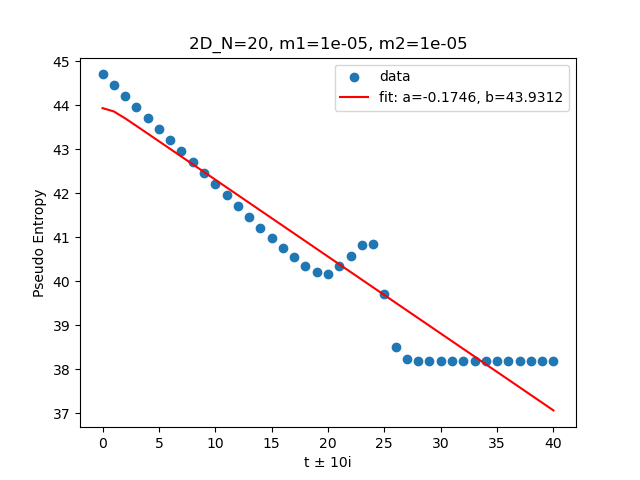 2D_N=20, m1=1e-05, m2=1e-05
data
fit: a=-0.1746, b=43.9312
Pseudo Entropy
45
44
43
42
41
40
39
38
37
0 5 10 15 20 25 30 35 40
t ± 10i